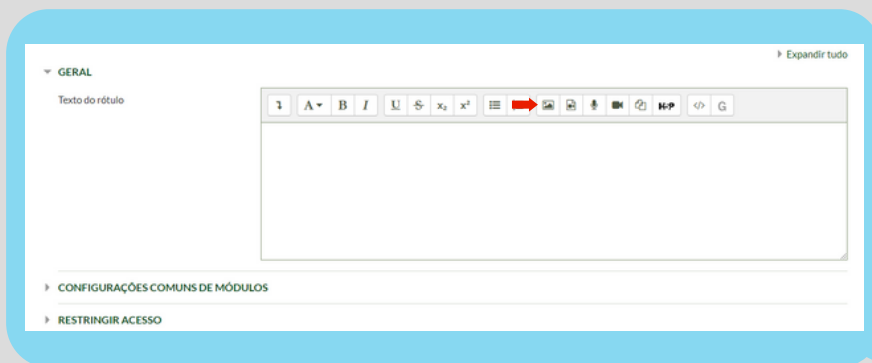 Expandir tudo
GERAL
Texto do rótulo
A B I U S x₂ x² H-P </> G
CONFIGURAÇÕES COMUNS DE MÓDULOS
RESTRINGIR ACESSO